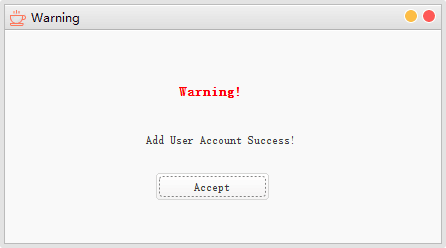 Warning
Warning!
Add User Account Success!
Accept